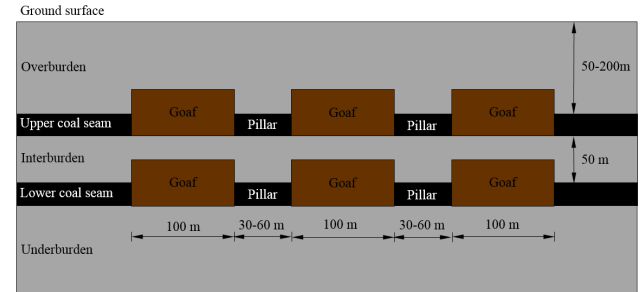 Ground surface
Overburden
50-200m
Goaf
Goaf
Goaf
Upper coal seam
Pillar
Pillar
Interburden
50 m
Goaf
Goaf
Goaf
Lower coal seam
Pillar
Pillar
100 m
30-60 m
100 m
30-60 m
100 m
Underburden